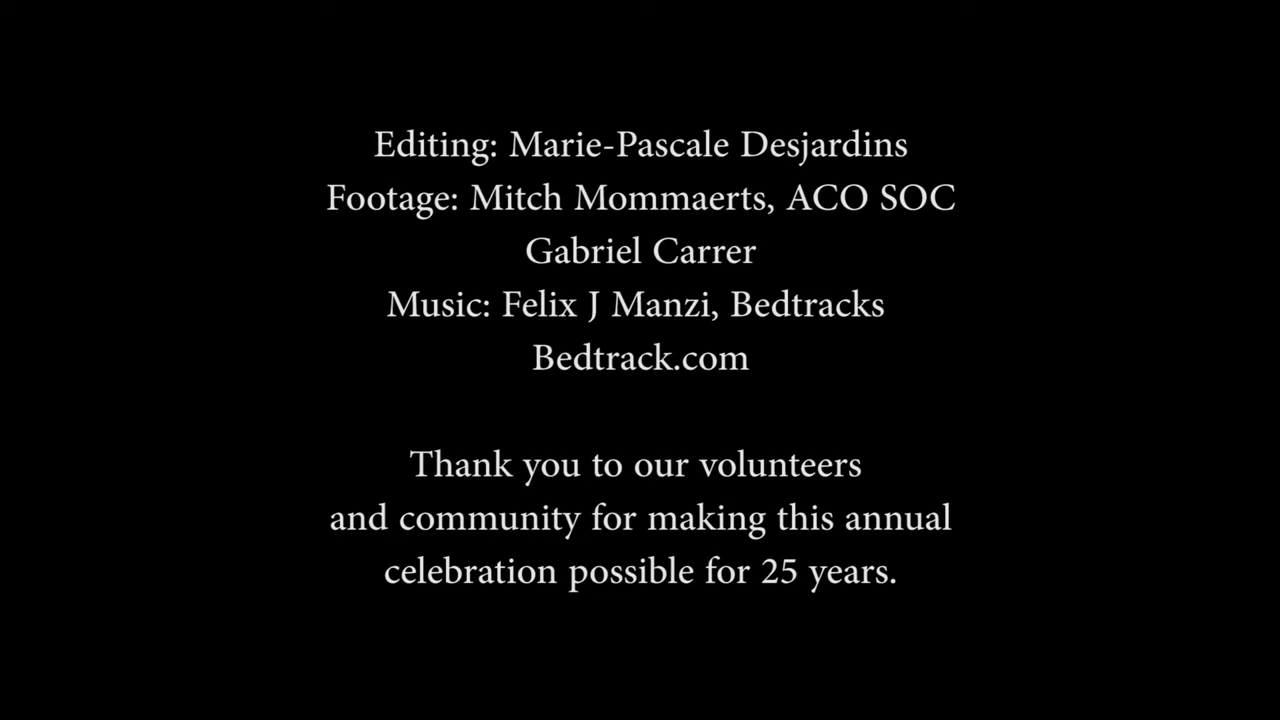 Editing: Marie-Pascale Desjardins
Footage: Mitch Mommaerts, ACO SOC
Gabriel Carrer
Music: Felix J Manzi, Bedtracks
Bedtrack.com
Thank you to our volunteers
and community for making this annual
celebration possible for 25 years.